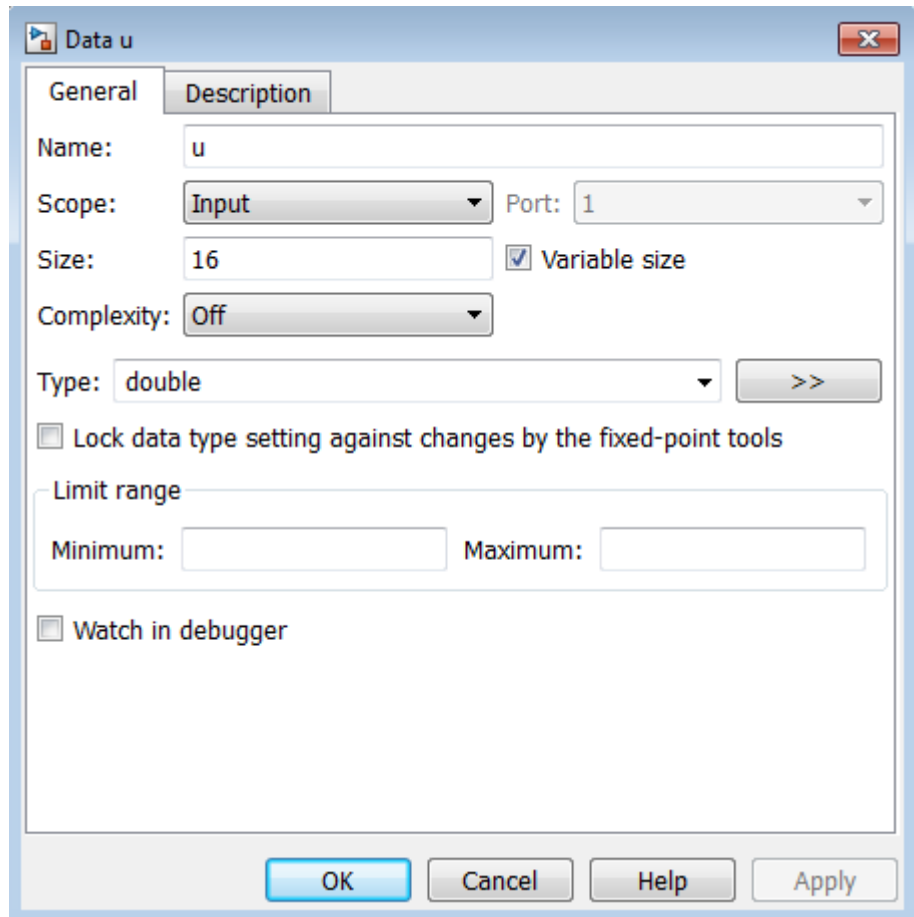 Data u
General Description
Name: u
Scope: Input Port: 1
Size: 16 Variable size
Complexity: Off
Type: double >>
Lock data type setting against changes by the fixed-point tools
Limit range
Minimum: Maximum:
Watch in debugger
OK Cancel Help Apply